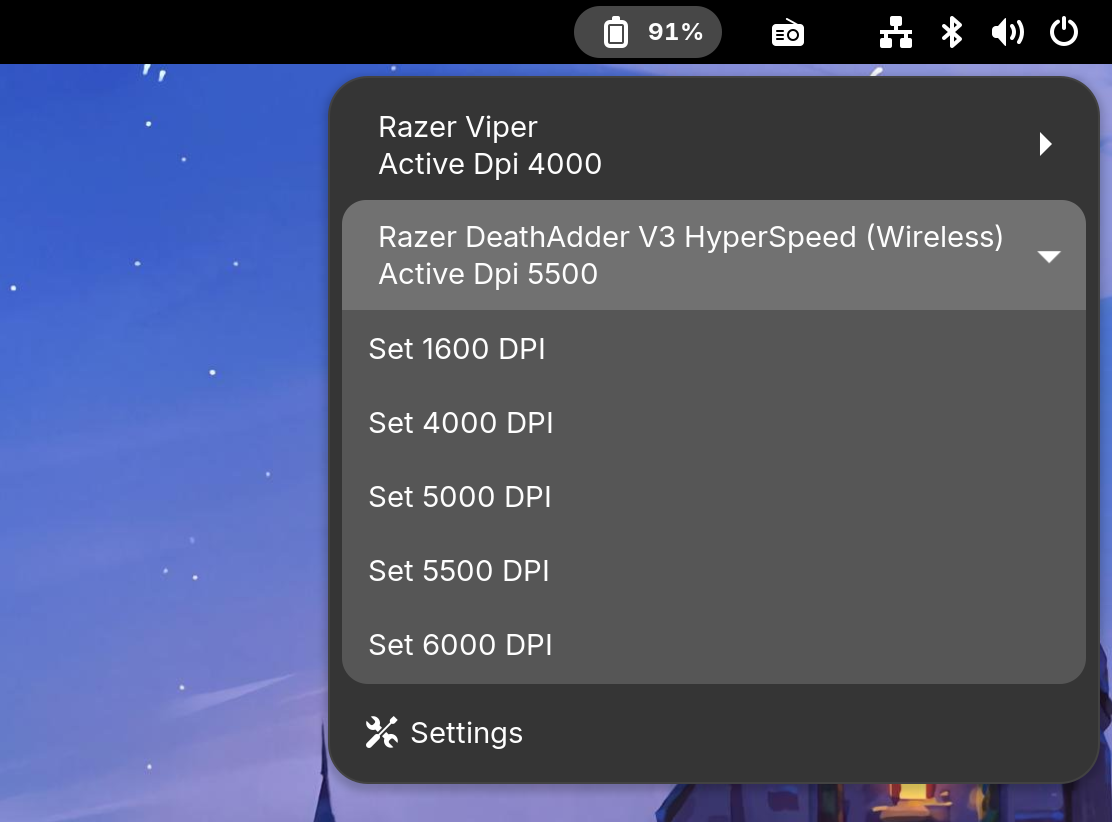 91%
Razer Viper
Active Dpi 4000
Razer DeathAdder V3 HyperSpeed (Wireless)
Active Dpi 5500
Set 1600 DPI
Set 4000 DPI
Set 5000 DPI
Set 5500 DPI
Set 6000 DPI
Settings